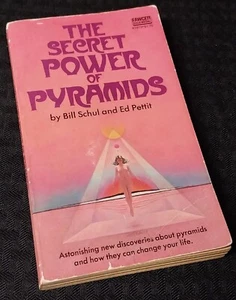 FAWCETT
THE
SECRET
POWER
OF
PYRAMIDS
by Bill Schul and Ed Pettit
Astonishing new discoveries about pyramids
and how they can change your life.